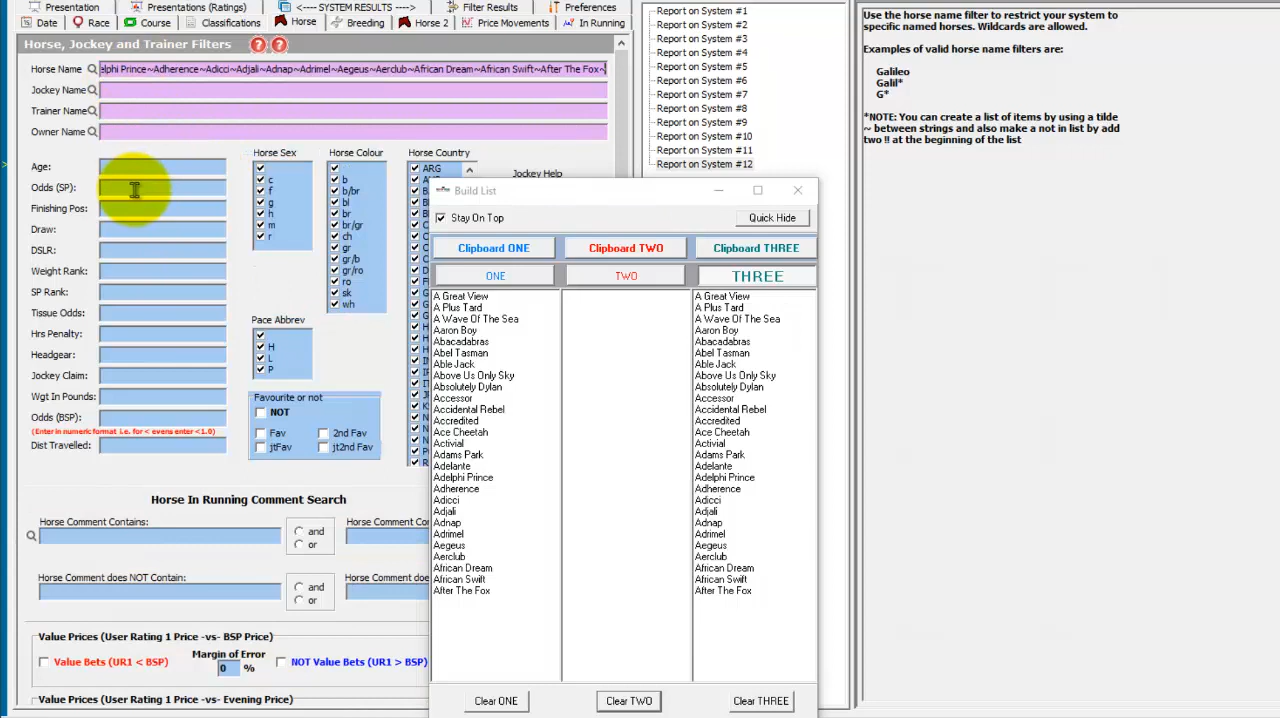 Presentation
Presentations (Ratings)
<---- SYSTEM RESULTS ---->
Filter Results
Preferences
Date
Race
Course
Classifications
Horse
Breeding
Horse 2
Price Movements
In Running
Horse, Jockey and Trainer Filters
Horse Name
elphi Prince~Adherence~Adicci~Adjali~Adnap~Adrimel~Aegeus~Aerclub~African Dream~African Swift~After The Fox~
Jockey Name
Trainer Name
Owner Name
Age:
Odds (SP):
Finishing Pos:
Draw:
DSLR:
Weight Rank:
SP Rank:
Tissue Odds:
Hrs Penalty:
Headgear:
Jockey Claim:
Wgt In Pounds:
Odds (BSP):
(Enter in numeric format i.e. for < evens enter <1.0)
Dist Travelled:
Horse Sex
c
f
g
h
m
r
Horse Colour
b
b/br
bl
br
br/gr
ch
gr
gr/b
gr/ro
ro
sk
wh
Horse Country
ARG
Jockey Help
Pace Abbrev
H
L
P
Favourite or not
NOT
Fav
2nd Fav
jtFav
jt2nd Fav
Horse In Running Comment Search
Horse Comment Contains:
and
or
Horse Comment Co
Horse Comment does NOT Contain:
and
or
Horse Comment doe
Value Prices (User Rating 1 Price -vs- BSP Price)
Value Bets (UR1 < BSP)
Margin of Error
0 %
NOT Value Bets (UR1 > BSP)
Value Prices (User Rating 1 Price -vs- Evening Price)
Report on System #1
Report on System #2
Report on System #3
Report on System #4
Report on System #5
Report on System #6
Report on System #7
Report on System #8
Report on System #9
Report on System #10
Report on System #11
Report on System #12
Build List
Stay On Top
Quick Hide
Clipboard ONE
Clipboard TWO
Clipboard THREE
ONE
TWO
THREE
A Great View
A Plus Tard
A Wave Of The Sea
Aaron Boy
Abacadabras
Abel Tasman
Able Jack
Above Us Only Sky
Absolutely Dylan
Accessor
Accidental Rebel
Accredited
Ace Cheetah
Activial
Adams Park
Adelante
Adelphi Prince
Adherence
Adicci
Adjali
Adnap
Adrimel
Aegeus
Aerclub
African Dream
African Swift
After The Fox
A Great View
A Plus Tard
A Wave Of The Sea
Aaron Boy
Abacadabras
Abel Tasman
Able Jack
Above Us Only Sky
Absolutely Dylan
Accessor
Accidental Rebel
Accredited
Ace Cheetah
Activial
Adams Park
Adelante
Adelphi Prince
Adherence
Adicci
Adjali
Adnap
Adrimel
Aegeus
Aerclub
African Dream
African Swift
After The Fox
Clear ONE
Clear TWO
Clear THREE
Use the horse name filter to restrict your system to
specific named horses. Wildcards are allowed.
Examples of valid horse name filters are:
Galileo
Galil*
G*
*NOTE: You can create a list of items by using a tilde
~ between strings and also make a not in list by add
two !! at the beginning of the list